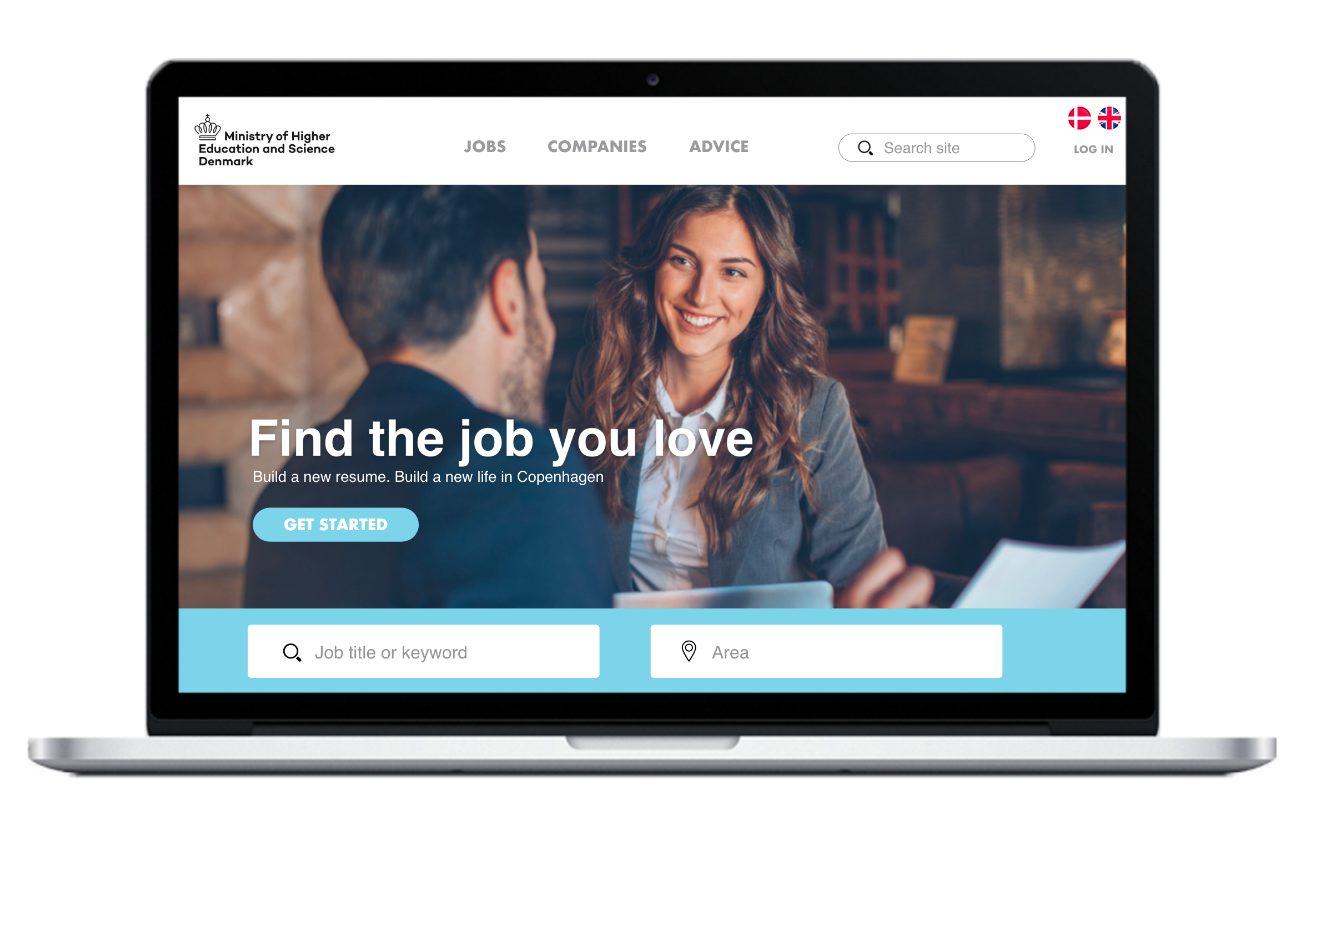 Ministry of Higher
Education and Science
Denmark
JOBS
COMPANIES
ADVICE
Search site
LOG IN
Find the job you love
Build a new resume. Build a new life in Copenhagen
GET STARTED
Job title or keyword
Area